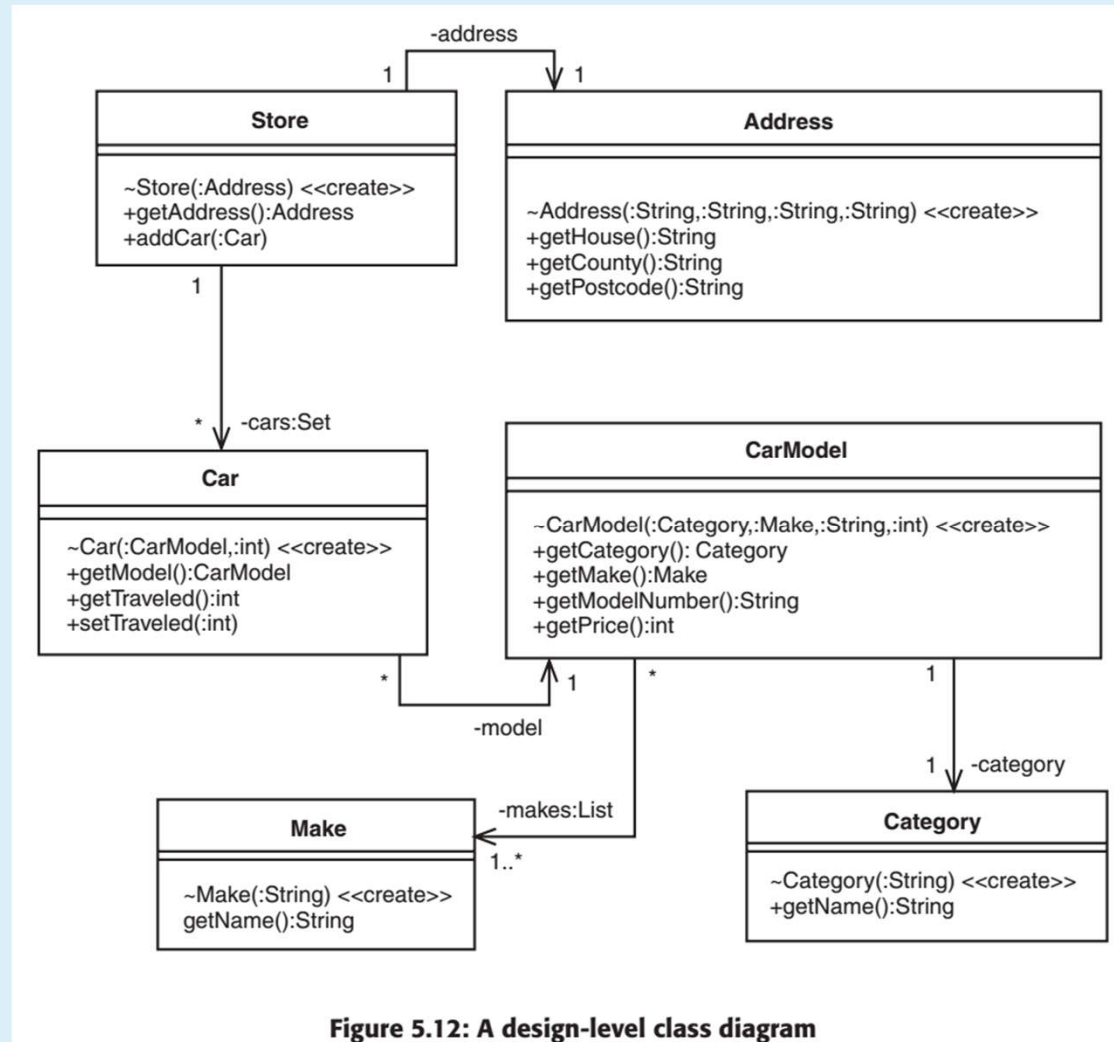 -address
1
1
Store
~Store(:Address) <<create>>
+getAddress():Address
+addCar(:Car)
Address
~Address(:String,:String,:String,:String) <<create>>
+getHouse():String
+getCounty():String
+getPostcode():String
1
*
-cars:Set
Car
~Car(:CarModel,:int) <<create>>
+getModel():CarModel
+getTraveled():int
+setTraveled(:int)
CarModel
~CarModel(:Category,:Make,:String,:int) <<create>>
+getCategory(): Category
+getMake():Make
+getModelNumber():String
+getPrice():int
*
1
-model
*
1
-makes:List
1..*
1
-category
Make
~Make(:String) <<create>>
getName():String
Category
~Category(:String) <<create>>
+getName():String
Figure 5.12: A design-level class diagram